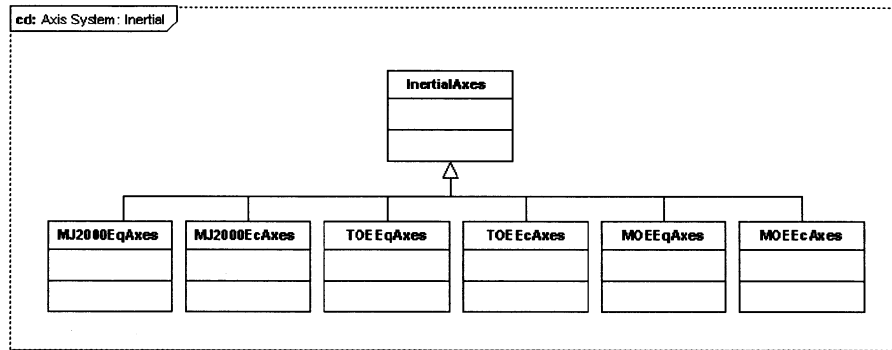 cd: Axis System: Inertial
InertialAxes
MJ2000EqAxes MJ2000EcAxes TOEEqAxes TOEEcAxes MOEEqAxes MOEEcAxes